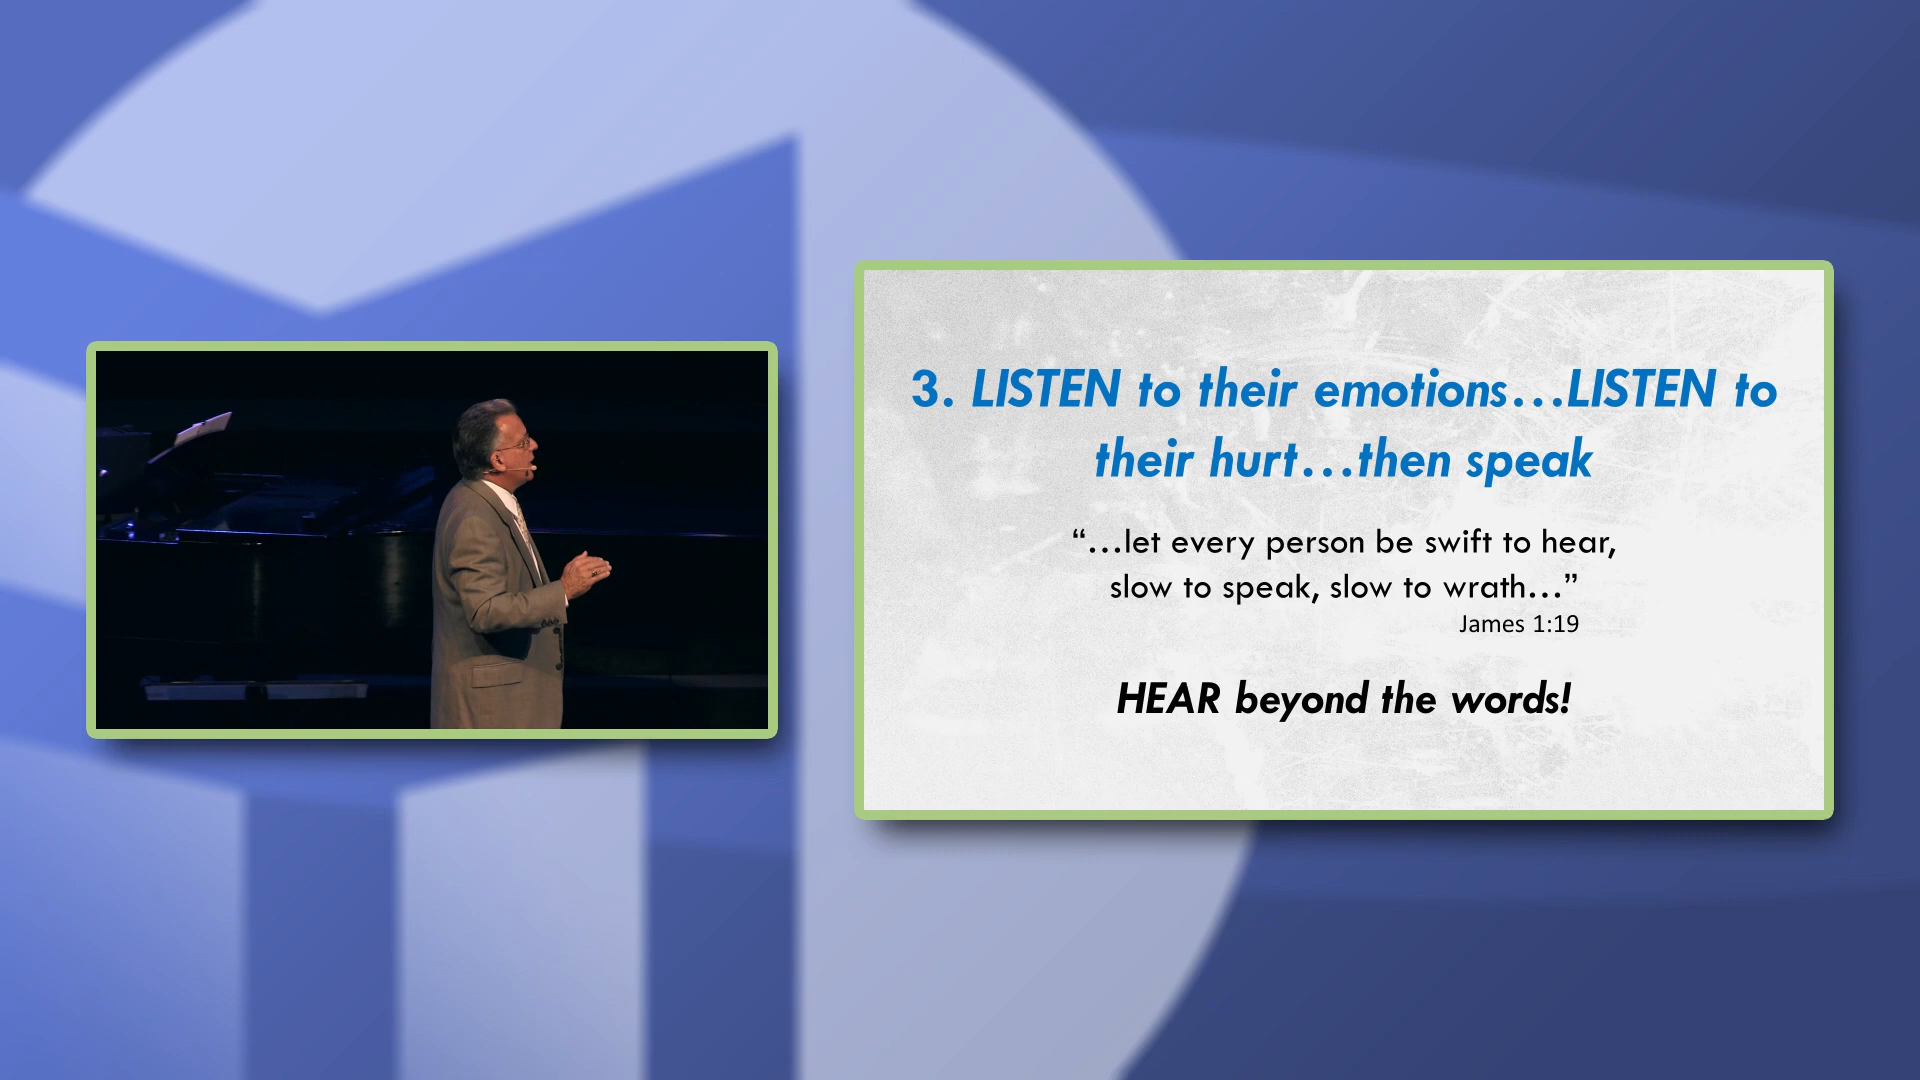 3. LISTEN to their emotions…LISTEN to
their hurt…then speak
“…let every person be swift to hear,
slow to speak, slow to wrath…”
James 1:19
HEAR beyond the words!